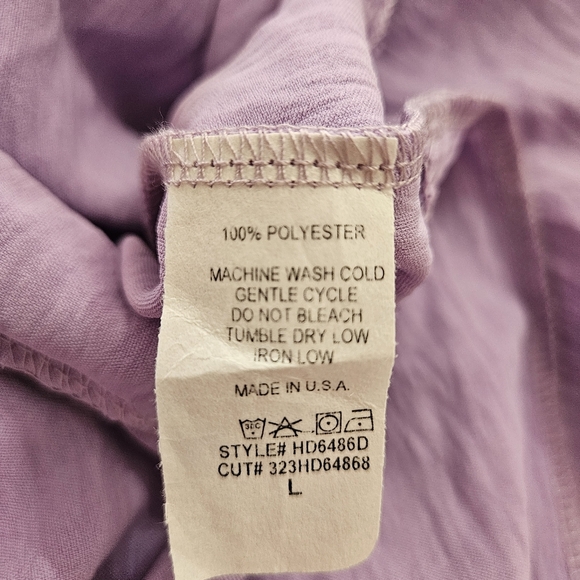 100% POLYESTER
MACHINE WASH COLD
GENTLE CYCLE
DO NOT BLEACH
TUMBLE DRY LOW
IRON LOW
MADE IN U.S.A.
STYLE# HD6486D
CUT# 323HD64868
L